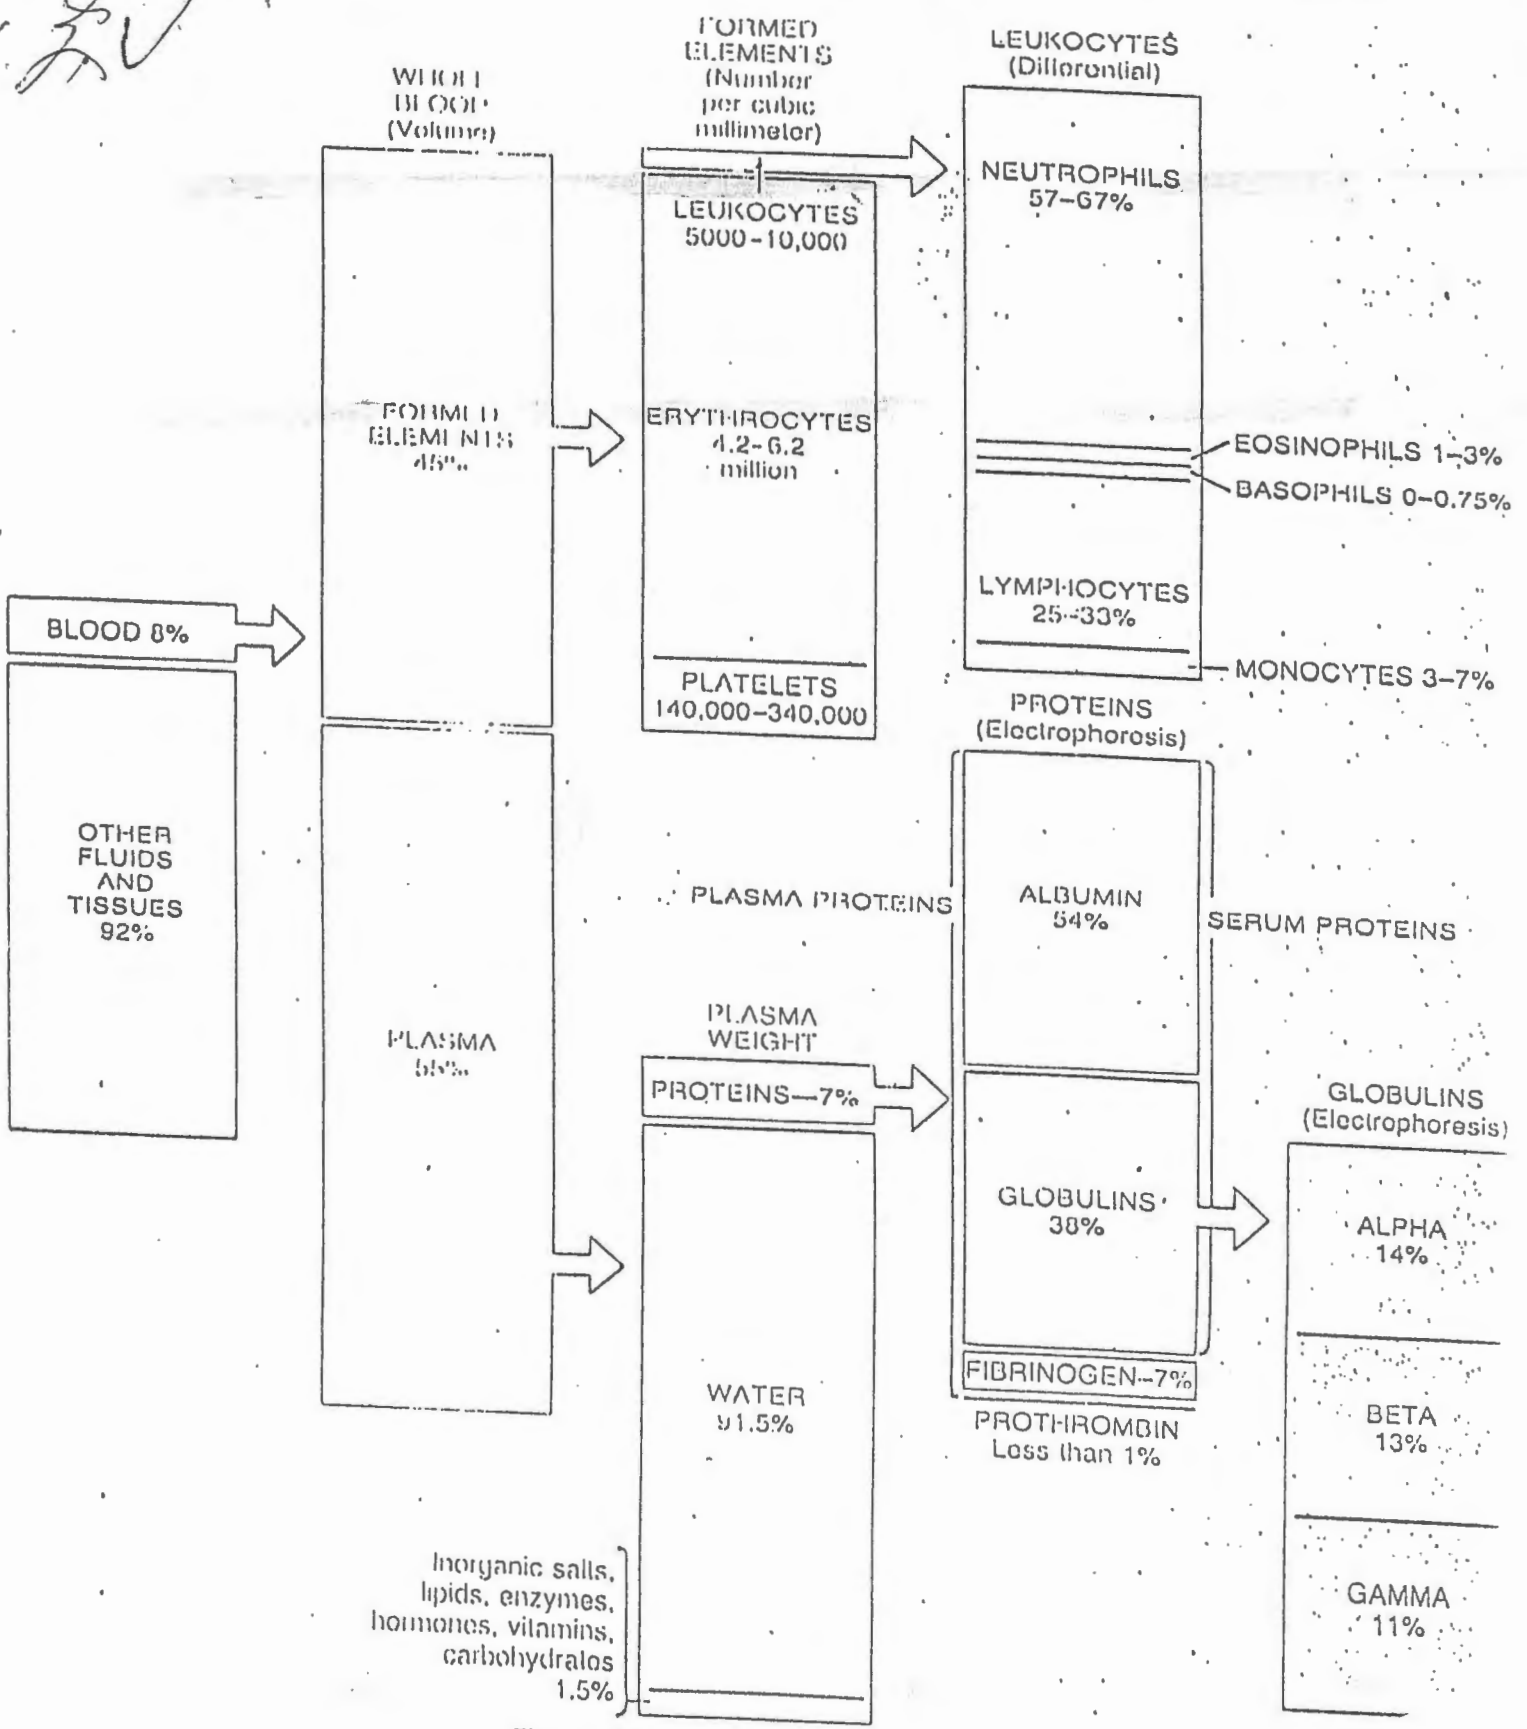 WHOLE
BLOOD
(Volume)
FORMED
ELEMENTS
45%
PLASMA
55%
BLOOD 8%
OTHER
FLUIDS
AND
TISSUES
92%
FORMED
ELEMENTS
(Number
per cubic
millimeter)
LEUKOCYTES
5000-10,000
ERYTHROCYTES
4.2-6.2
million
PLATELETS
140,000-340,000
LEUKOCYTES
(Differential)
NEUTROPHILS
57-67%
EOSINOPHILS 1-3%
BASOPHILS 0-0.75%
LYMPHOCYTES
25-33%
MONOCYTES 3-7%
PLASMA
WEIGHT
PROTEINS—7%
WATER
91.5%
Inorganic salts,
lipids, enzymes,
hormones, vitamins,
carbohydrates
1.5%
PROTEINS
(Electrophoresis)
PLASMA PROTEINS
ALBUMIN
54%
SERUM PROTEINS
GLOBULINS
38%
FIBRINOGEN-7%
PROTHROMBIN
Less than 1%
GLOBULINS
(Electrophoresis)
ALPHA
14%
BETA
13%
GAMMA
11%